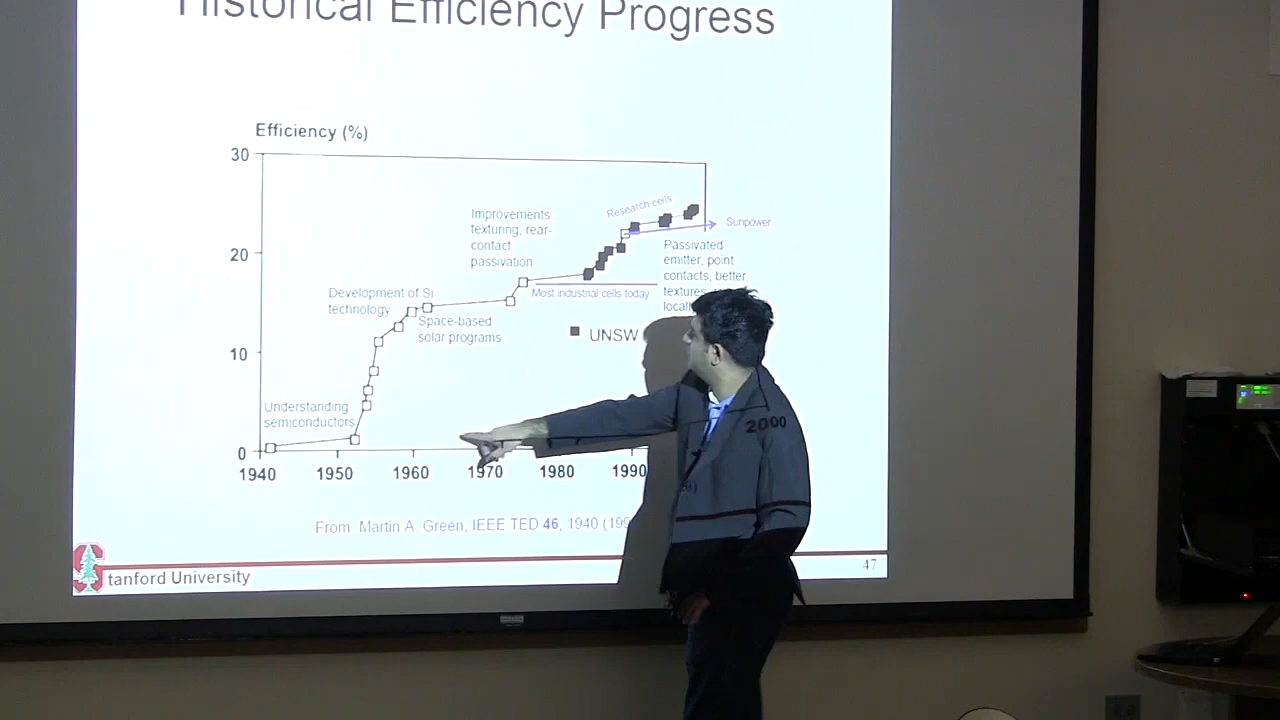 Historical Efficiency Progress
Efficiency (%)
30
20
10
0
Research cells
Sunpower
Improvements
texturing, rear-
contact
passivation
Passivated
emitter, point
contacts, better
textures,
Most industrial cells today
Development of Si
technology
Space-based
solar programs
UNSW
Understanding
semiconductors
1940
1950
1960
1970
1980
1990
2000
From Martin A. Green, IEEE TED 46, 1940 (199
Stanford University
47